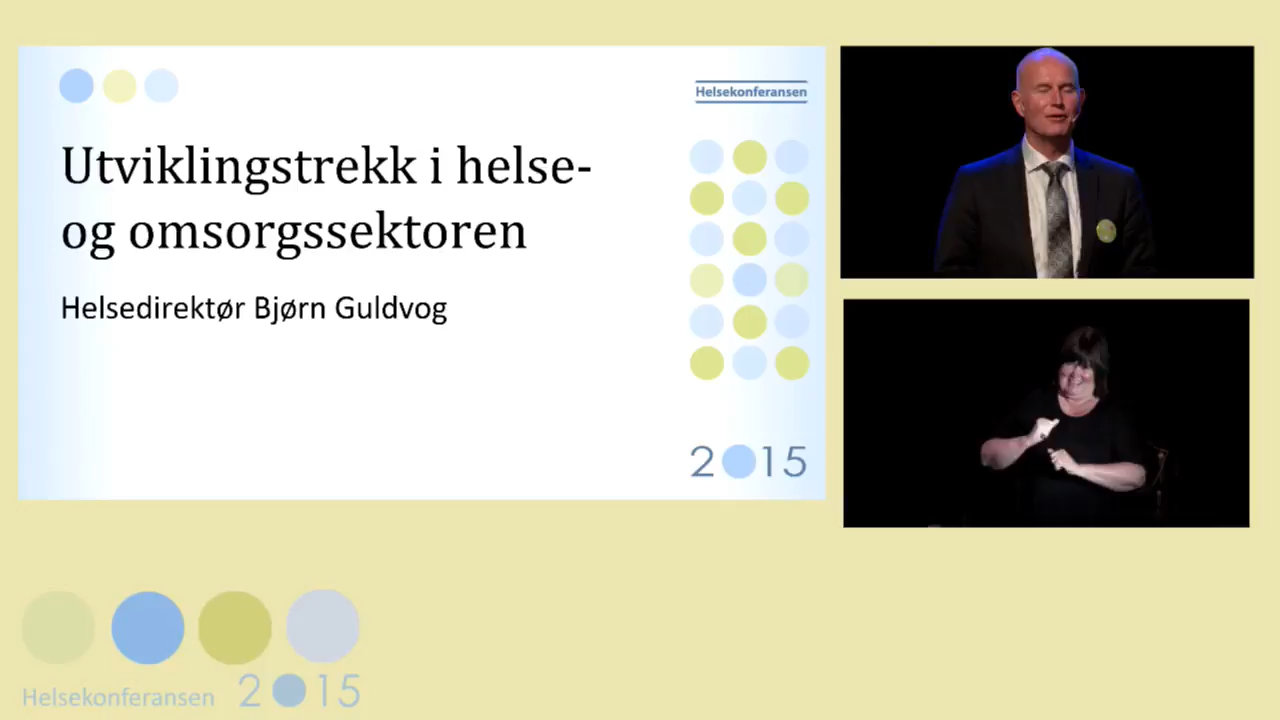 Helsekonferansen
Utviklingstrekk i helse-
og omsorgssektoren
Helsedirektør Bjørn Guldvog
2015
Helsekonferansen 2015